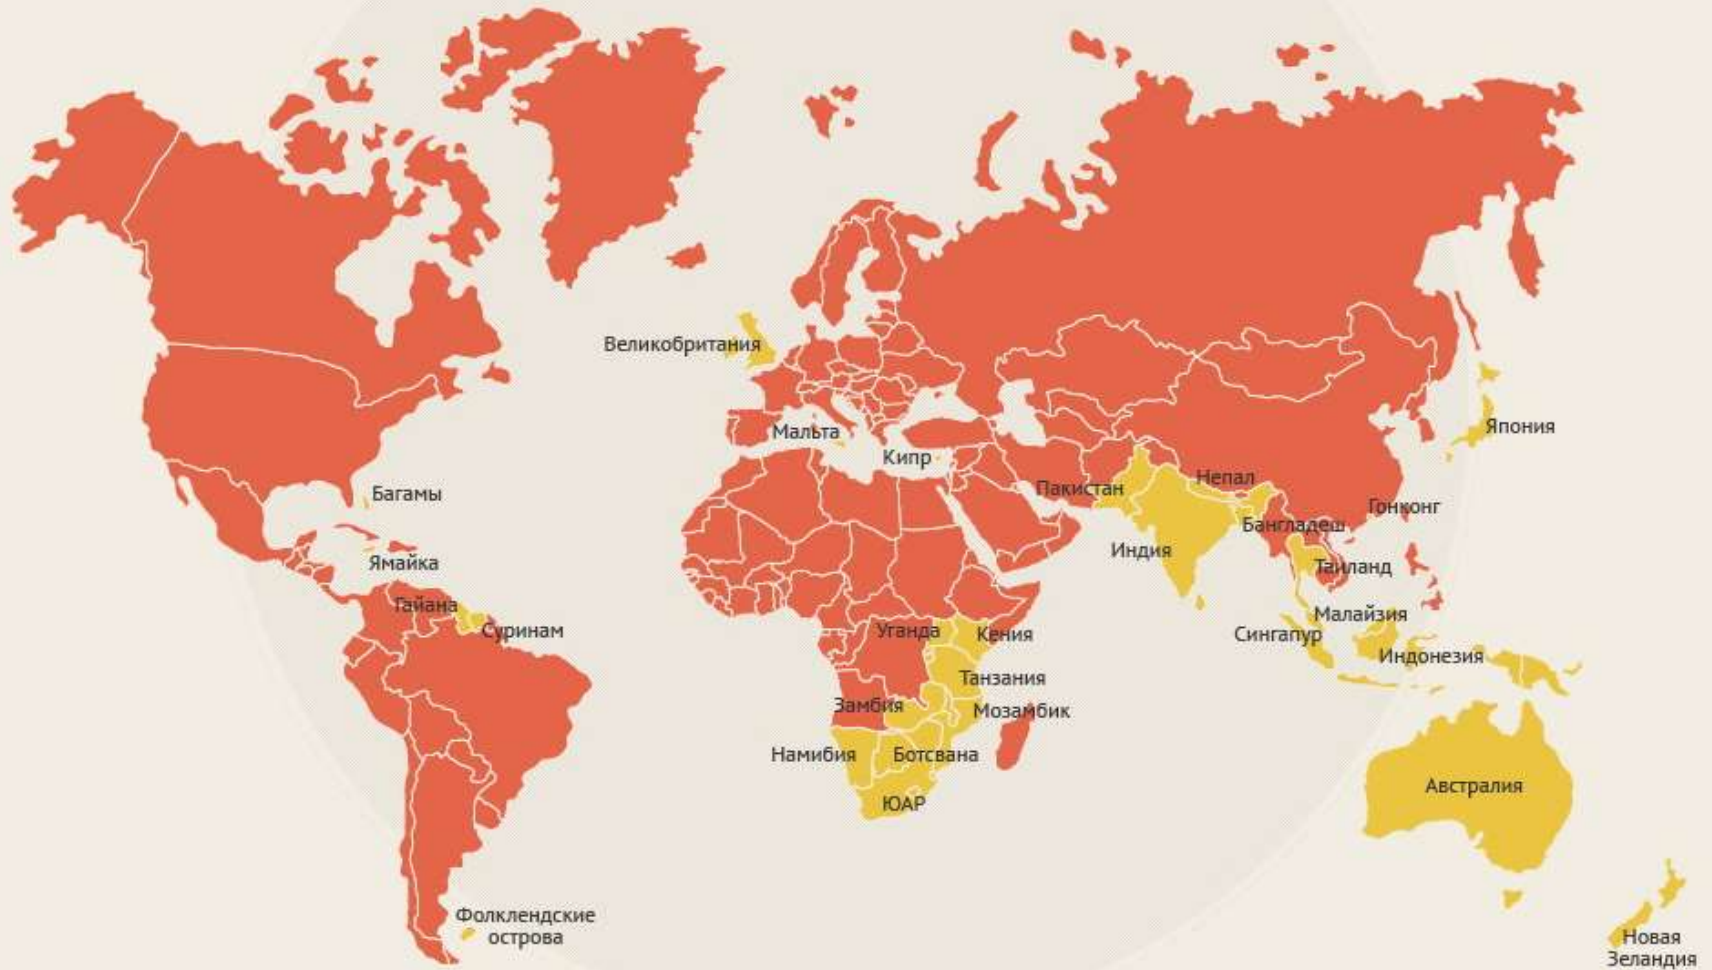 Великобритания
Мальта
Кипр
Япония
Багамы
Пакистан
Непал
Гонконг
Бангладеш
Индия
Таиланд
Ямайка
Гайана
Суринам
Малайзия
Сингапур
Индонезия
Уганда
Кения
Танзания
Замбия
Мозамбик
Намибия
Ботсвана
ЮАР
Австралия
Фолклендские
острова
Новая
Зеландия